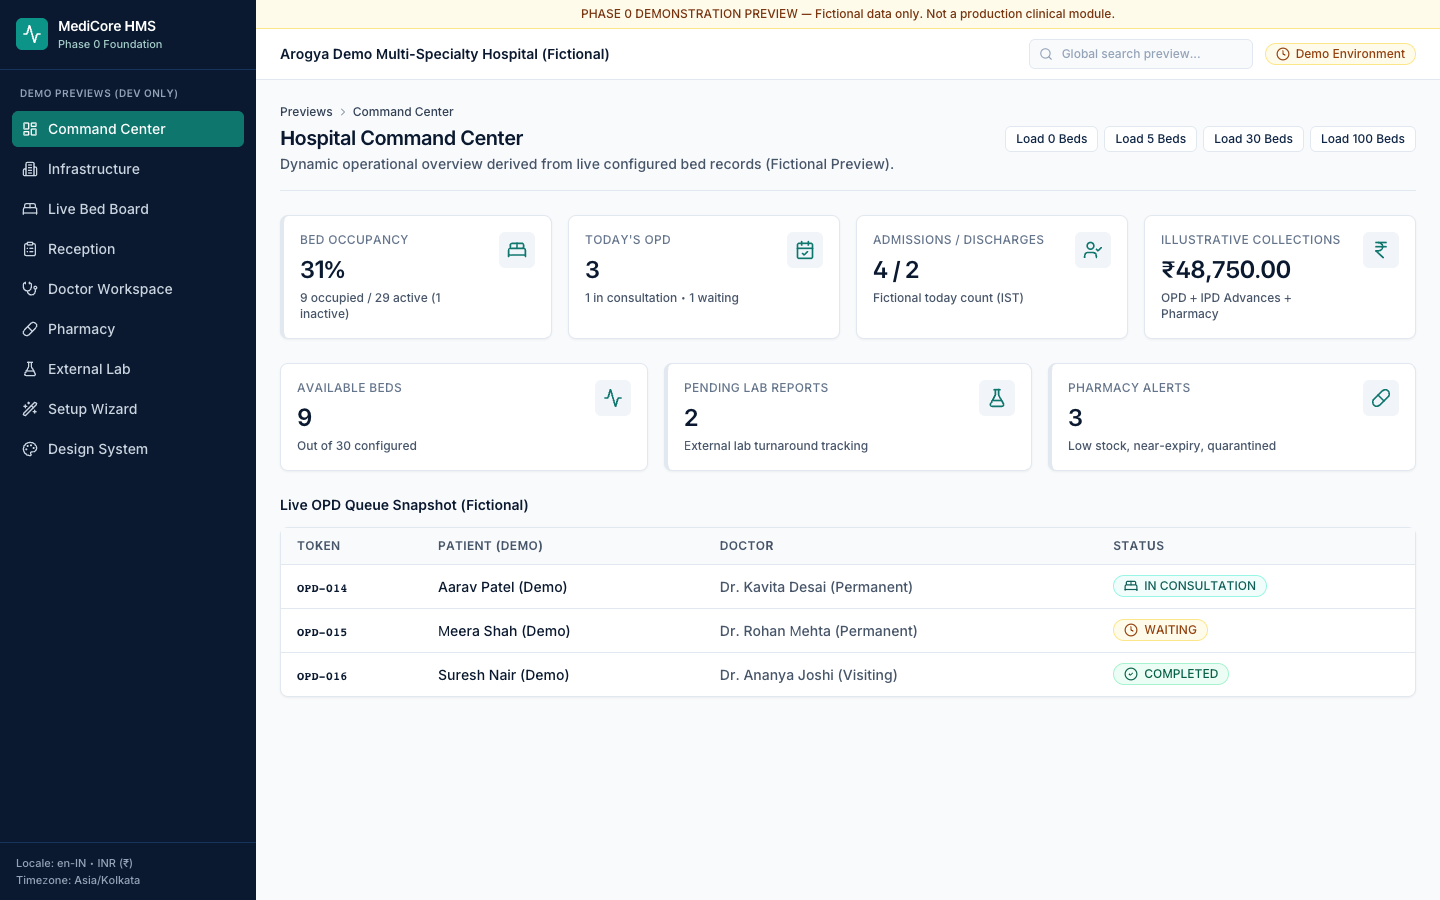 MediCore HMS
Phase 0 Foundation
DEMO PREVIEWS (DEV ONLY)
Command Center
Infrastructure
Live Bed Board
Reception
Doctor Workspace
Pharmacy
External Lab
Setup Wizard
Design System
Locale: en-IN • INR (₹)
Timezone: Asia/Kolkata
PHASE 0 DEMONSTRATION PREVIEW — Fictional data only. Not a production clinical module.
Arogya Demo Multi-Specialty Hospital (Fictional)
Global search preview...
Demo Environment
Previews > Command Center
Hospital Command Center
Dynamic operational overview derived from live configured bed records (Fictional Preview).
Load 0 Beds
Load 5 Beds
Load 30 Beds
Load 100 Beds
BED OCCUPANCY
31%
9 occupied / 29 active (1
inactive)
TODAY'S OPD
3
1 in consultation • 1 waiting
ADMISSIONS / DISCHARGES
4 / 2
Fictional today count (IST)
ILLUSTRATIVE COLLECTIONS
₹48,750.00
OPD + IPD Advances +
Pharmacy
AVAILABLE BEDS
9
Out of 30 configured
PENDING LAB REPORTS
2
External lab turnaround tracking
PHARMACY ALERTS
3
Low stock, near-expiry, quarantined
Live OPD Queue Snapshot (Fictional)
TOKEN PATIENT (DEMO) DOCTOR STATUS
OPD-014 Aarav Patel (Demo) Dr. Kavita Desai (Permanent) IN CONSULTATION
OPD-015 Meera Shah (Demo) Dr. Rohan Mehta (Permanent) WAITING
OPD-016 Suresh Nair (Demo) Dr. Ananya Joshi (Visiting) COMPLETED